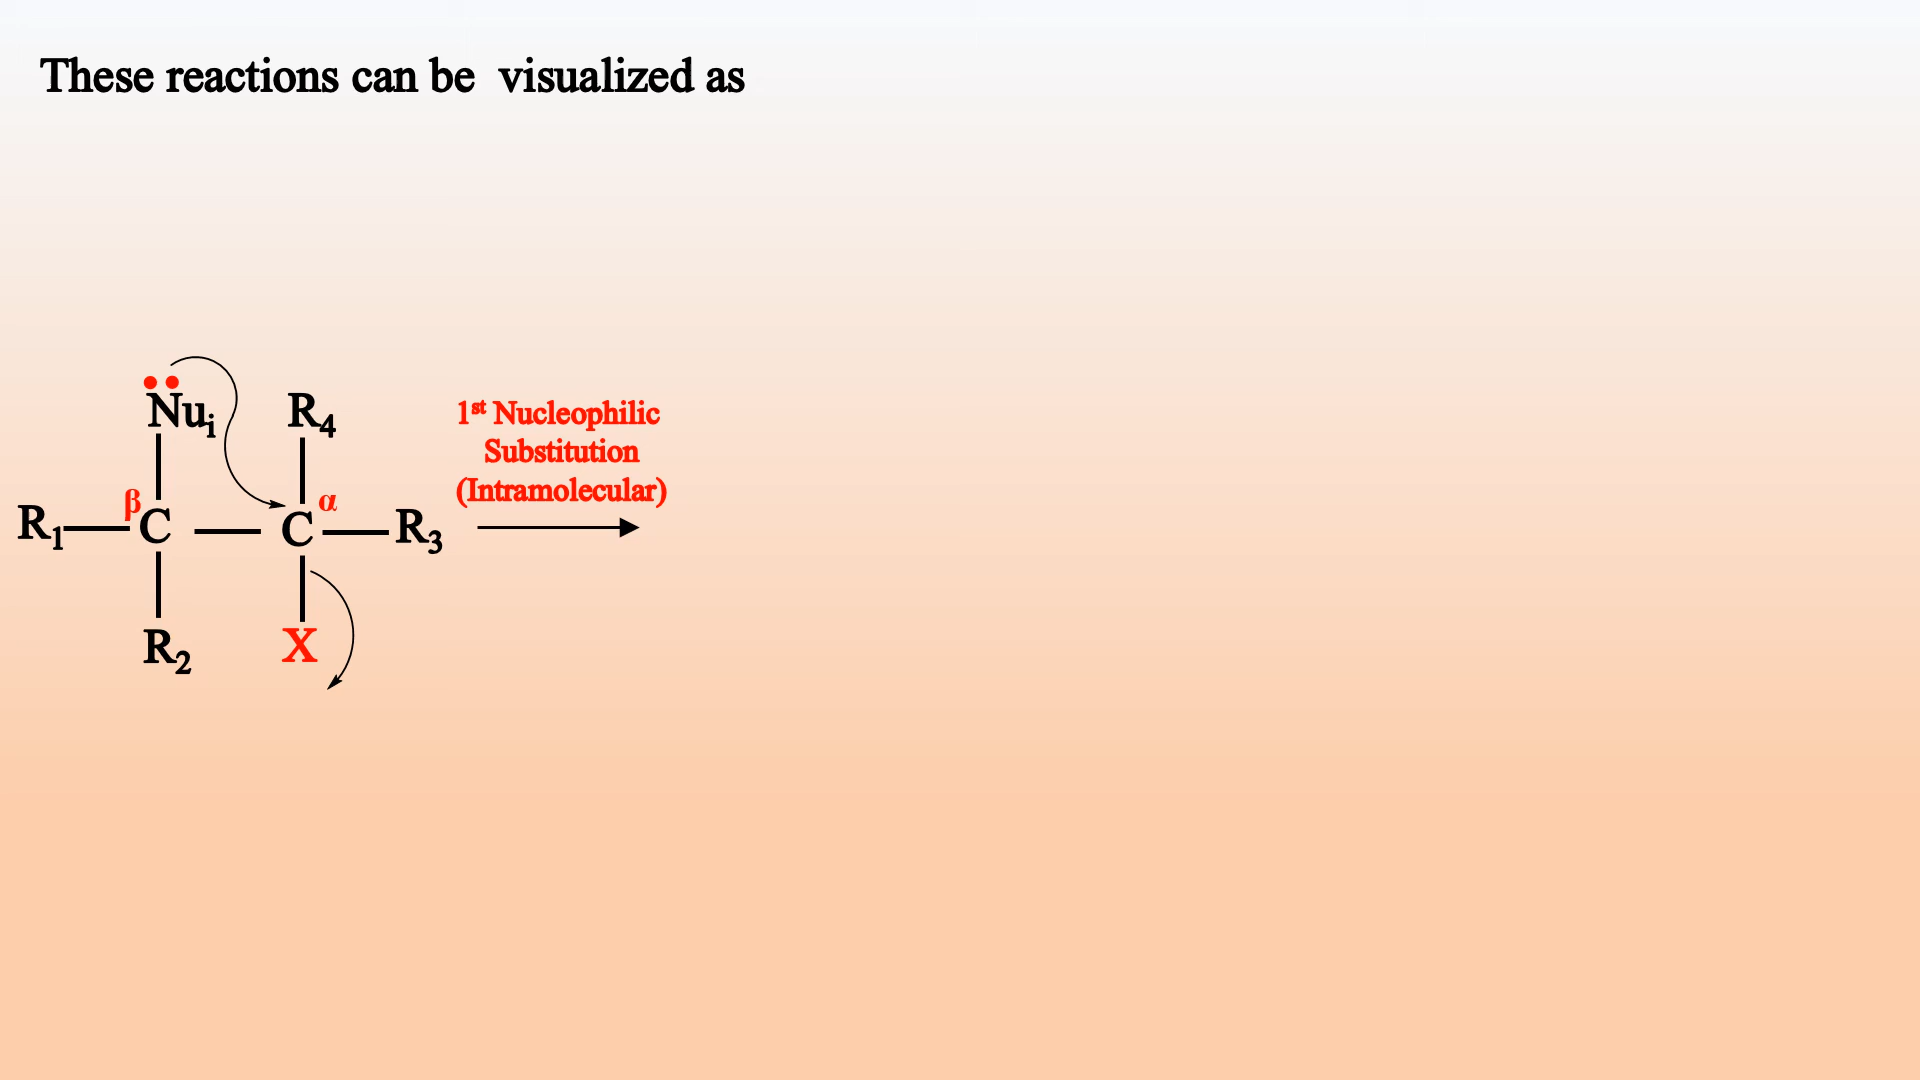 These reactions can be visualized as
Nuᵢ
R₄
1ˢᵗ Nucleophilic
Substitution
(Intramolecular)
R₁
β
C
C
α
R₃
R₂
X